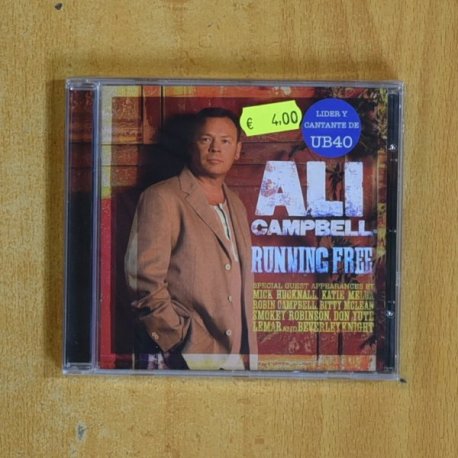 € 4,00
LIDER Y
CANTANTE DE
UB40
ALI
CAMPBELL
RUNNING FREE
SPECIAL GUEST APPEARANCES BY
MICK HUCKNALL, KATIE MELUA,
ROBIN CAMPBELL, BITTY MCLEAN
SMOKEY ROBINSON, DON YUTE
LEMAR AND BEVERLEY KNIGHT